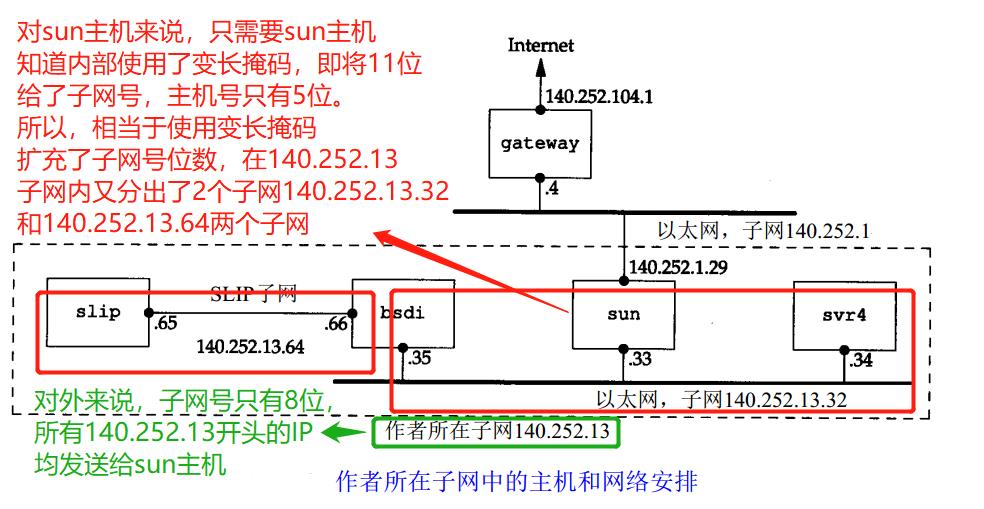 对sun主机来说，只需要sun主机
知道内部使用了变长掩码，即将11位
给了子网号，主机号只有5位。
所以，相当于使用变长掩码
扩充了子网号位数，在140.252.13
子网内又分出了2个子网140.252.13.32
和140.252.13.64两个子网
Internet
140.252.104.1
gateway
.4
以太网，子网140.252.1
140.252.1.29
slip
SLIP子网
bsdi
sun
svr4
.65
.66
140.252.13.64
.35
.33
.34
以太网，子网140.252.13.32
对外来说，子网号只有8位，
所有140.252.13开头的IP
均发送给sun主机
作者所在子网140.252.13
作者所在子网中的主机和网络安排